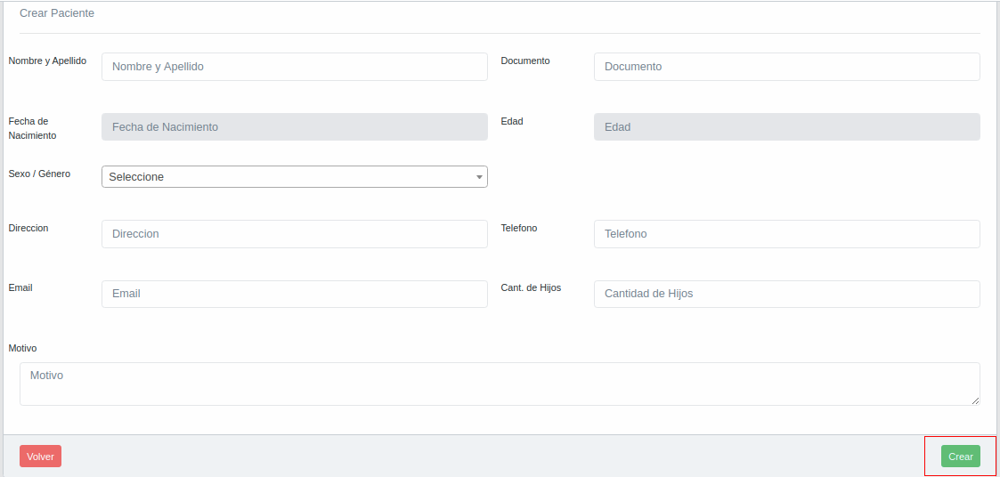 Crear Paciente
Nombre y Apellido
Nombre y Apellido
Documento
Documento
Fecha de
Nacimiento
Fecha de Nacimiento
Edad
Edad
Sexo / Género
Seleccione
Direccion
Direccion
Telefono
Telefono
Email
Email
Cant. de Hijos
Cantidad de Hijos
Motivo
Motivo
Volver
Crear